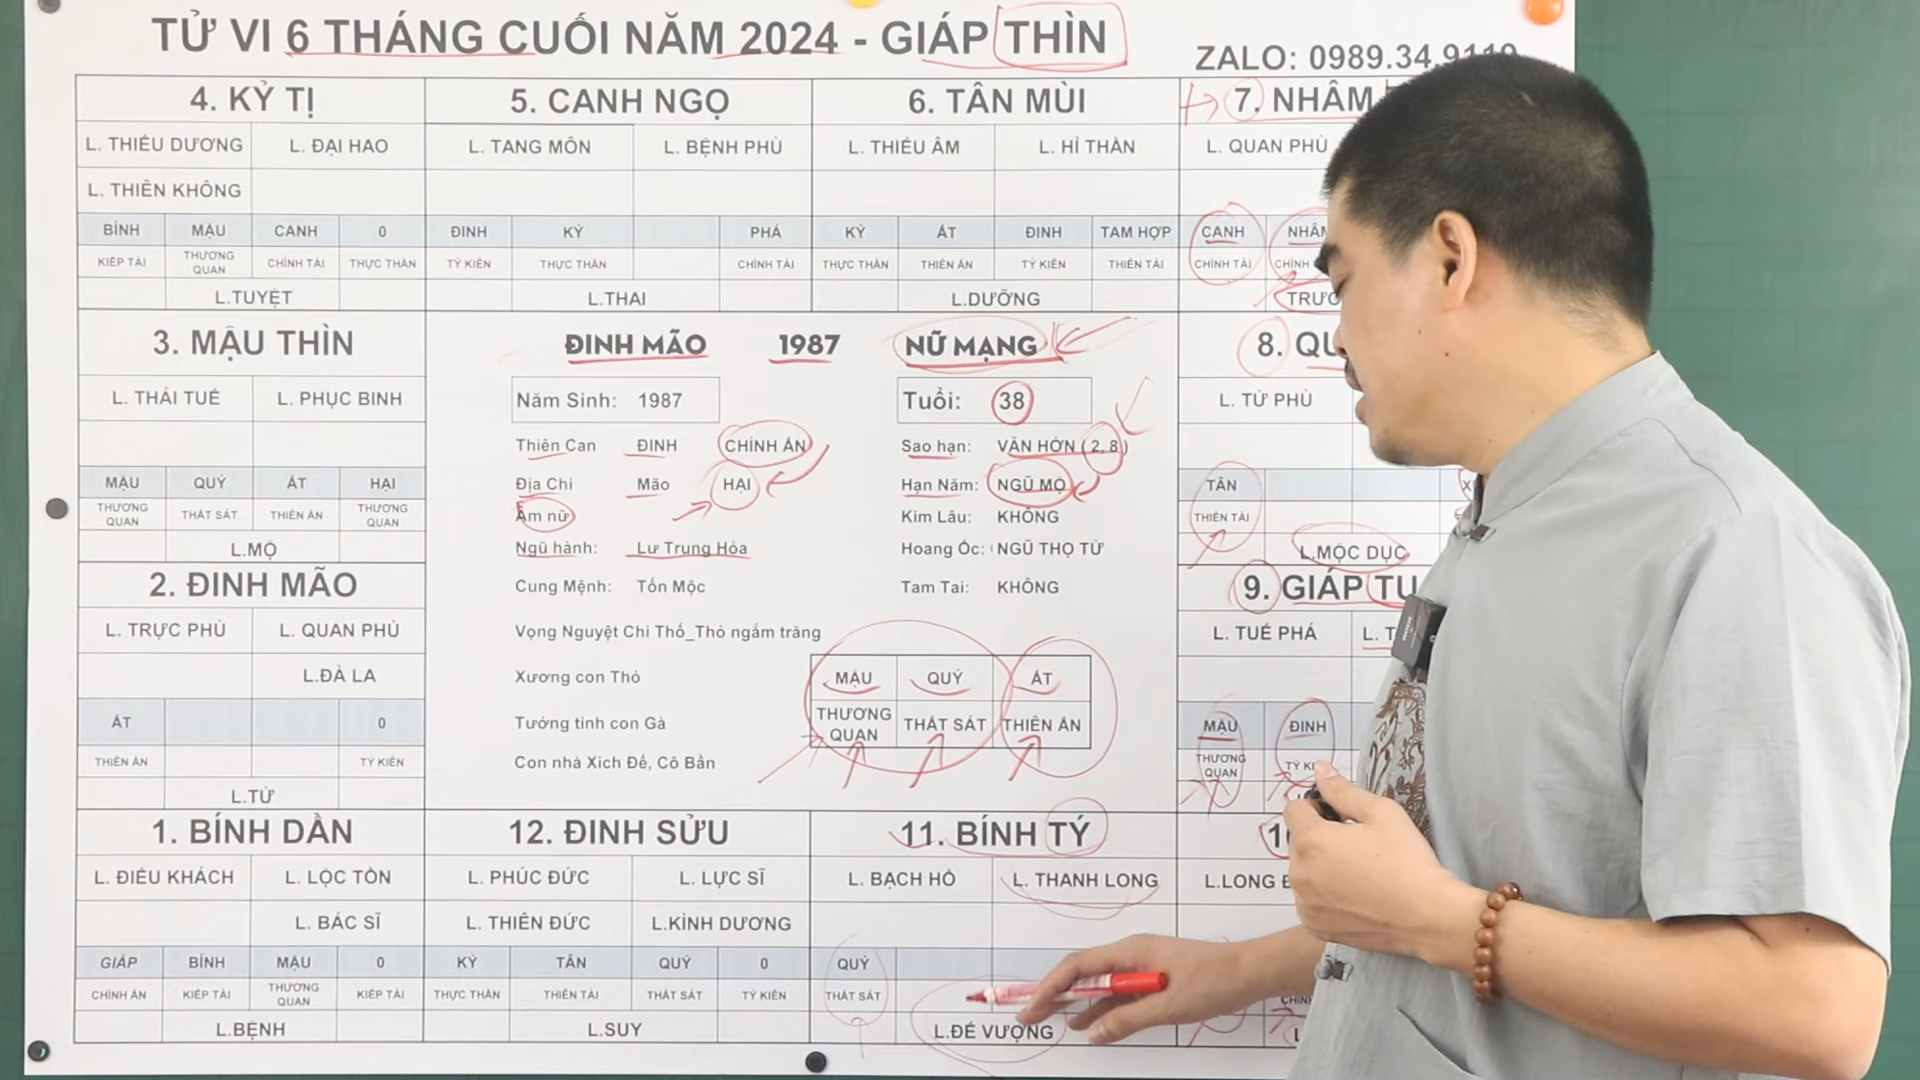 TỬ VI 6 THÁNG CUỐI NĂM 2024 - GIÁP THÌN
ZALO: 0989.34.9119
4. KỶ TỊ
L. THIẾU DƯƠNG L. ĐẠI HAO
L. THIÊN KHÔNG
BÍNH MẬU CANH 0
KIẾP TÀI THƯƠNG QUAN CHÍNH TÀI THỰC THẦN
L.TUYỆT
5. CANH NGỌ
L. TANG MÔN L. BỆNH PHÙ
ĐINH KỶ PHÁ
TỶ KIÊN THỰC THẦN CHÍNH TÀI
L.THAI
6. TÂN MÙI
L. THIẾU ÂM L. HỈ THẦN
KỶ ẤT ĐINH TAM HỢP
THỰC THẦN THIÊN ẤN TỶ KIÊN THIÊN TÀI
L.DƯỠNG
7. NHÂM
L. QUAN PHÙ
CANH NHÂM
CHÍNH TÀI CHÍNH
3. MẬU THÌN
L. THÁI TUẾ L. PHỤC BINH
MẬU QUÝ ẤT HẠI
THƯƠNG QUAN THẤT SÁT THIÊN ẤN THƯƠNG QUAN
L.MỘ
ĐINH MÃO 1987 NỮ MẠNG
Năm Sinh: 1987 Tuổi: 38
Thiên Can ĐINH CHÍNH ẤN Sao hạn: VĂN HỚN ( 2, 8 )
Địa Chi Mão HẠI Hạn Năm: NGŨ MỘ
Âm nữ Kim Lâu: KHÔNG
Ngũ hành: Lư Trung Hỏa Hoang Ốc: NGŨ THỌ TỬ
Cung Mệnh: Tốn Mộc Tam Tai: KHÔNG
Vọng Nguyệt Chi Thố_Thỏ ngắm trăng
Xương con Thỏ
Tướng tinh con Gà
Con nhà Xích Đế, Cô Bần
MẬU QUÝ ẤT
THƯƠNG QUAN THẤT SÁT THIÊN ẤN
8.
L. TỬ PHÙ
TÂN
THIÊN TÀI
L.MỘC DỤC
2. ĐINH MÃO
L. TRỰC PHÙ L. QUAN PHỦ
L.ĐÀ LA
ẤT 0
THIÊN ẤN TỶ KIÊN
L.TỬ
9. GIÁP
L. TUẾ PHÁ
MẬU ĐINH
THƯƠNG QUAN
1. BÍNH DẦN
L. ĐIẾU KHÁCH L. LỘC TỒN
L. BÁC SĨ
GIÁP BÍNH MẬU 0
CHÍNH ẤN KIẾP TÀI THƯƠNG QUAN KIẾP TÀI
L.BỆNH
12. ĐINH SỬU
L. PHÚC ĐỨC L. LỰC SĨ
L. THIÊN ĐỨC L.KÌNH DƯƠNG
KỶ TÂN QUÝ 0
THỰC THẦN THIÊN TÀI THẤT SÁT TỶ KIÊN
L.SUY
11. BÍNH TÝ
L. BẠCH HỔ L. THANH LONG
QUÝ
THẤT SÁT
L.ĐẾ VƯỢNG
L.LONG